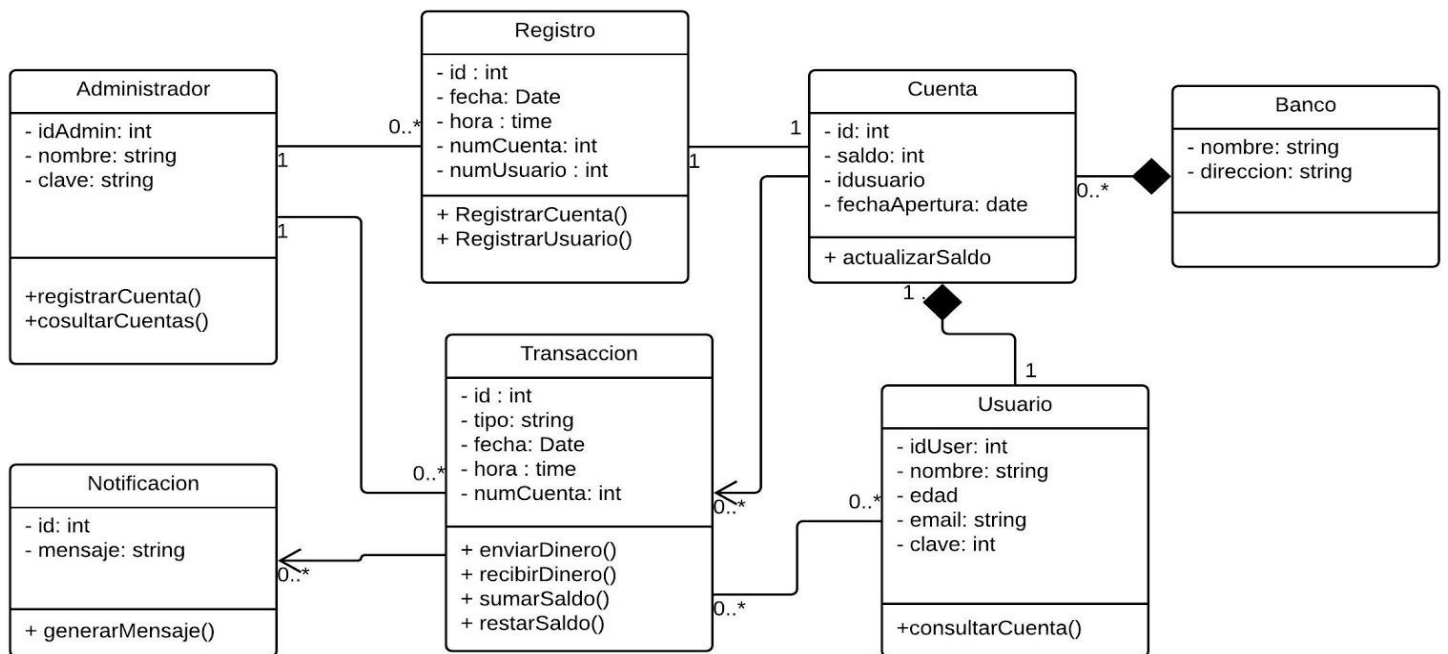 Registro
- id : int
- fecha: Date
- hora : time
- numCuenta: int
- numUsuario : int
+ RegistrarCuenta()
+ RegistrarUsuario()
Administrador
- idAdmin: int
- nombre: string
- clave: string
+registrarCuenta()
+cosultarCuentas()
1
0..*
1
Cuenta
- id: int
- saldo: int
- idusuario
- fechaApertura: date
+ actualizarSaldo
1
1
0..*
1 ..
Banco
- nombre: string
- direccion: string
Transaccion
- id : int
- tipo: string
- fecha: Date
- hora : time
- numCuenta: int
+ enviarDinero()
+ recibirDinero()
+ sumarSaldo()
+ restarSaldo()
0..*
0..*
0..*
Usuario
- idUser: int
- nombre: string
- edad
- email: string
- clave: int
+consultarCuenta()
1
0..*
Notificacion
- id: int
- mensaje: string
+ generarMensaje()
0..*